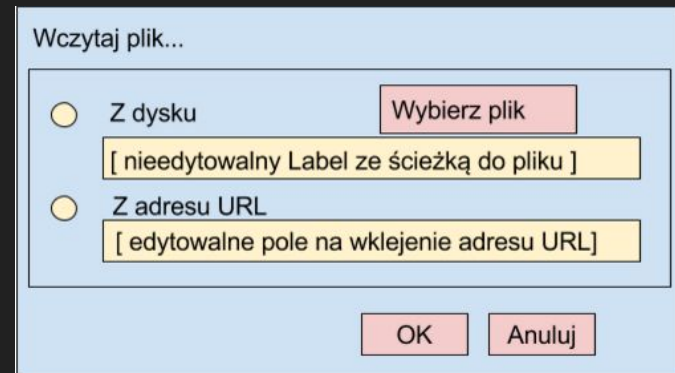 Wczytaj plik...
Z dysku
Wybierz plik
[ nieedytowalny Label ze ścieżką do pliku ]
Z adresu URL
[ edytowalne pole na wklejenie adresu URL]
OK
Anuluj